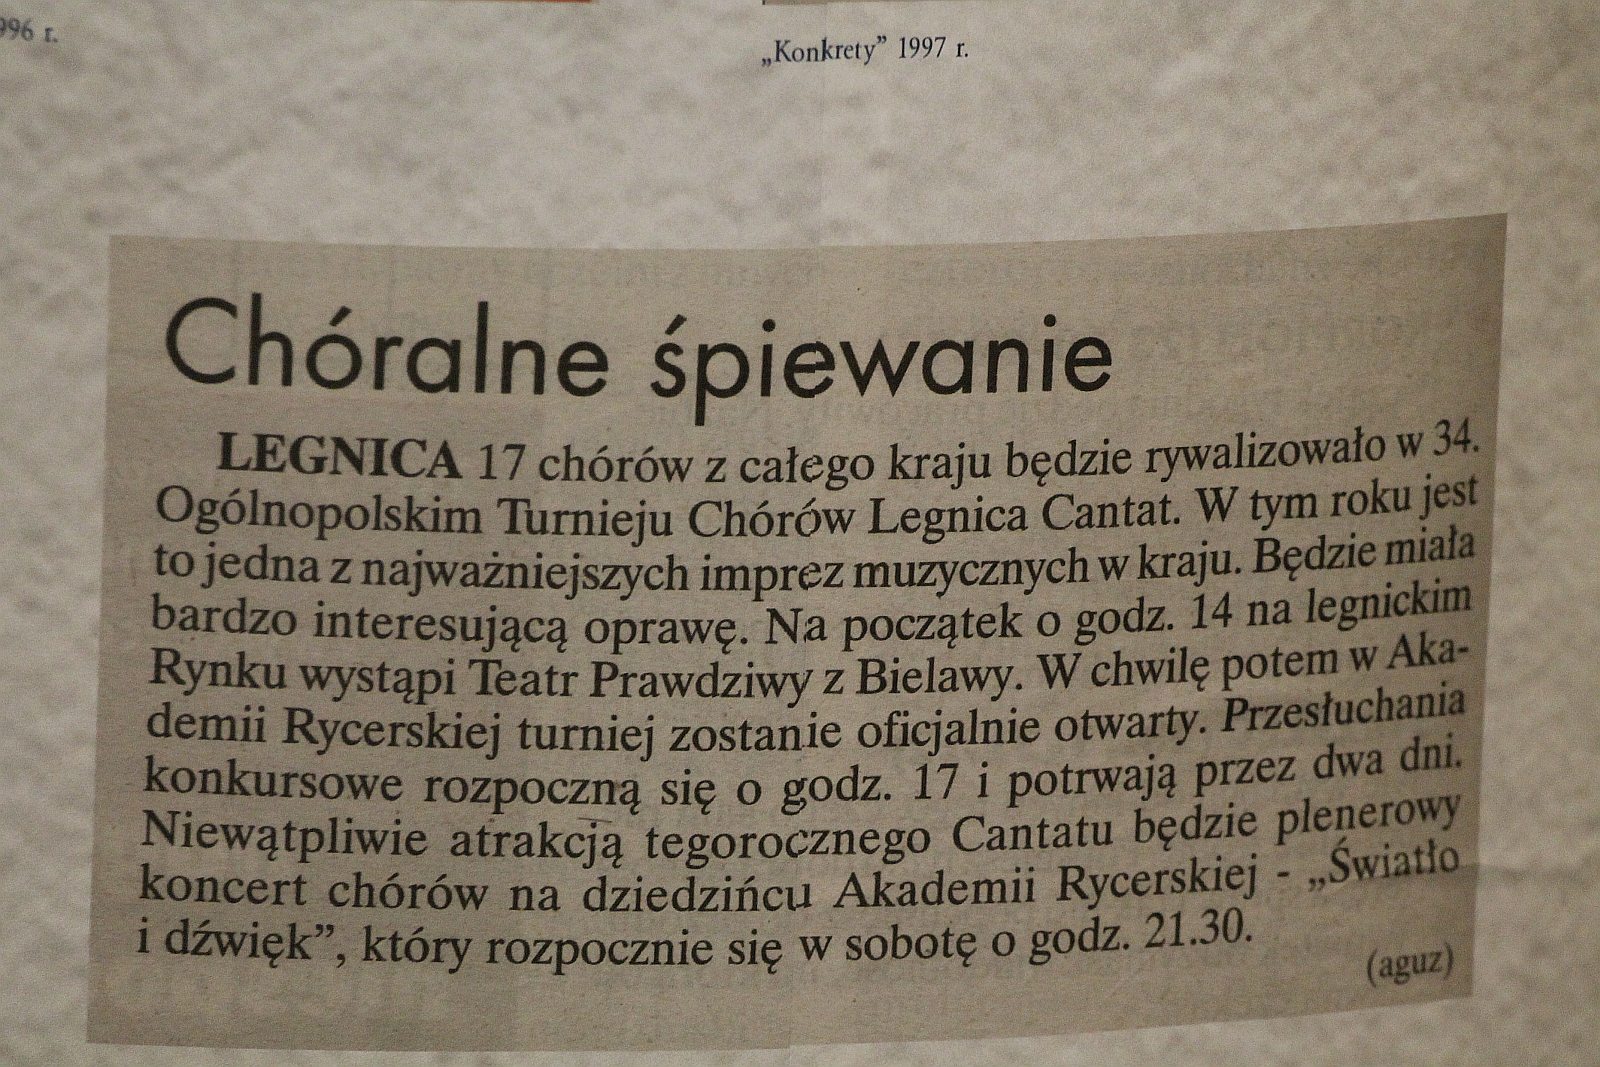 996 r.
„Konkrety” 1997 r.
Chóralne śpiewanie
LEGNICA 17 chórów z całego kraju będzie rywalizowało w 34.
Ogólnopolskim Turnieju Chórów Legnica Cantat. W tym roku jest
to jedna z najważniejszych imprez muzycznych w kraju. Będzie miała
bardzo interesującą oprawę. Na początek o godz. 14 na legnickim
Rynku wystąpi Teatr Prawdziwy z Bielawy. W chwilę potem w Aka-
demii Rycerskiej turniej zostanie oficjalnie otwarty. Przesłuchania
konkursowe rozpoczną się o godz. 17 i potrwają przez dwa dni.
Niewątpliwie atrakcją tegorocznego Cantatu będzie plenerowy
koncert chórów na dziedzińcu Akademii Rycerskiej - „Światło
i dźwięk”, który rozpocznie się w sobotę o godz. 21.30.
(aguz)